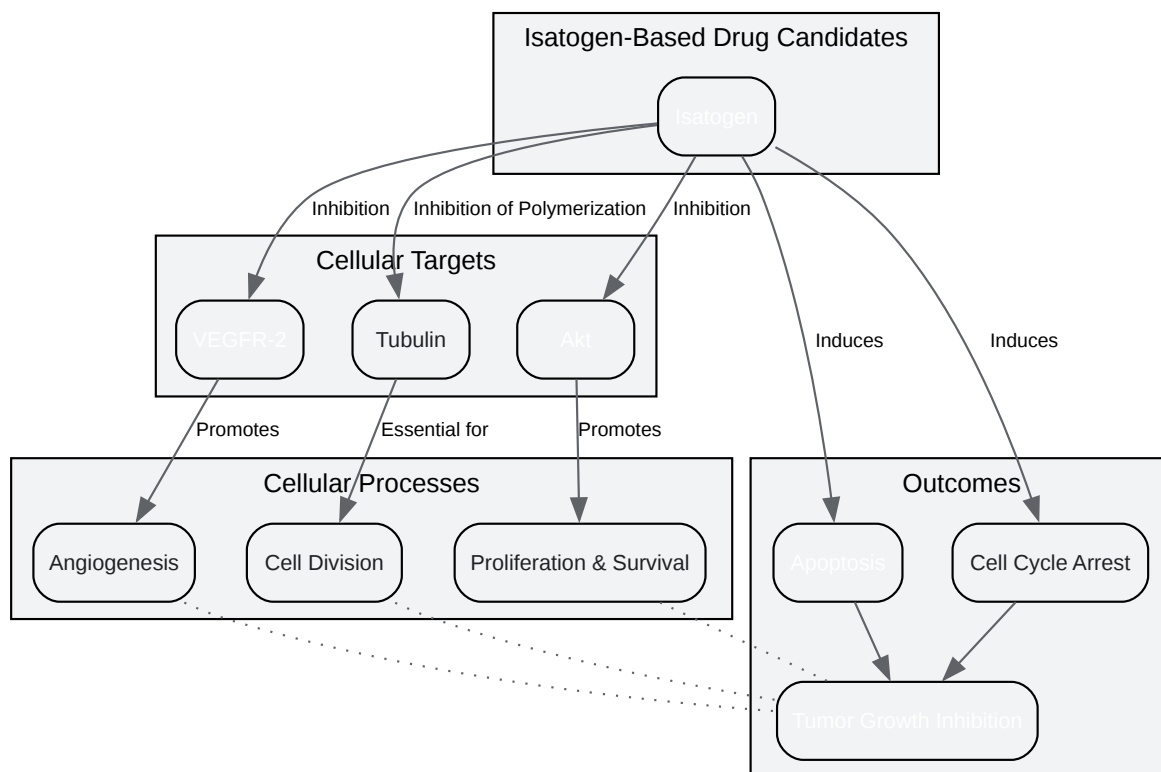 Isatogen-Based Drug Candidates
Isatogen
Inhibition
Inhibition of Polymerization
Inhibition
Cellular Targets
VEGFR-2
Tubulin
Akt
Induces
Induces
Promotes
Essential for
Promotes
Cellular Processes
Outcomes
Angiogenesis
Cell Division
Proliferation & Survival
Apoptosis
Cell Cycle Arrest
Tumor Growth Inhibition